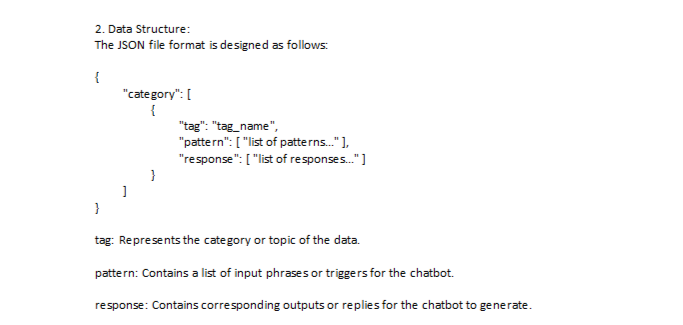 2. Data Structure:
The JSON file format is designed as follows:
{
"category": [
{
"tag": "tag_name",
"pattern": [ "list of patterns..." ],
"response": [ "list of responses..." ]
}
]
}
tag: Represents the category or topic of the data.
pattern: Contains a list of input phrases or triggers for the chatbot.
response: Contains corresponding outputs or replies for the chatbot to generate.